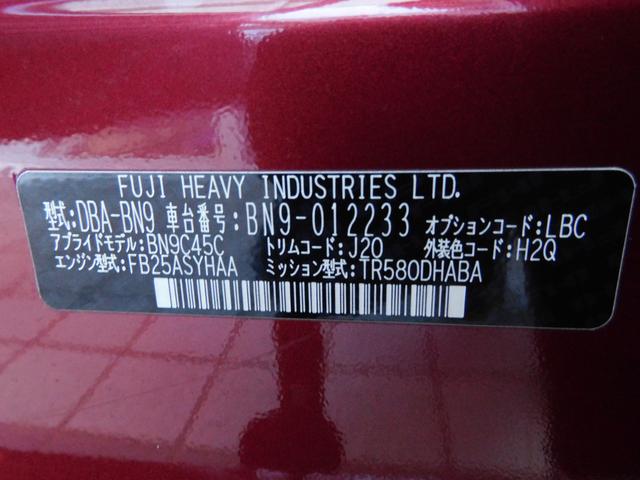 FUJI HEAVY INDUSTRIES LTD.
型式:DBA-BN9 車台番号:BN9-012233 オプションコード:LBC
アプライドモデル:BN9C45C トリムコード:J20 外装色コード:H2Q
エンジン型式:FB25ASYHAA ミッション型式:TR580DHABA